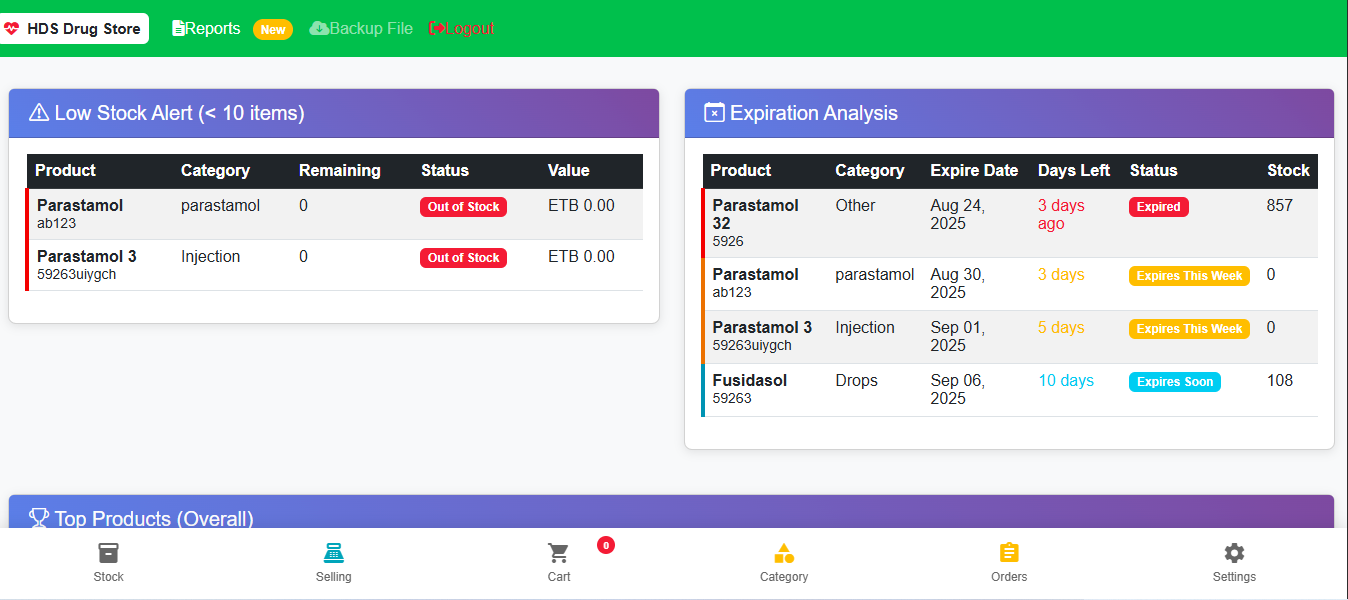 HDS Drug Store Reports New Backup File Logout
Low Stock Alert (< 10 items)
Product Category Remaining Status Value
Parastamol parastamol 0 Out of Stock ETB 0.00
ab123
Parastamol 3 Injection 0 Out of Stock ETB 0.00
59263uiygch
Expiration Analysis
Product Category Expire Date Days Left Status Stock
Parastamol Other Aug 24, 3 days Expired 857
32 2025 ago
5926
Parastamol parastamol Aug 30, 3 days Expires This Week 0
ab123 2025
Parastamol 3 Injection Sep 01, 5 days Expires This Week 0
59263uiygch 2025
Fusidasol Drops Sep 06, 10 days Expires Soon 108
59263 2025
Top Products (Overall)
0
Stock Selling Cart Category Orders Settings